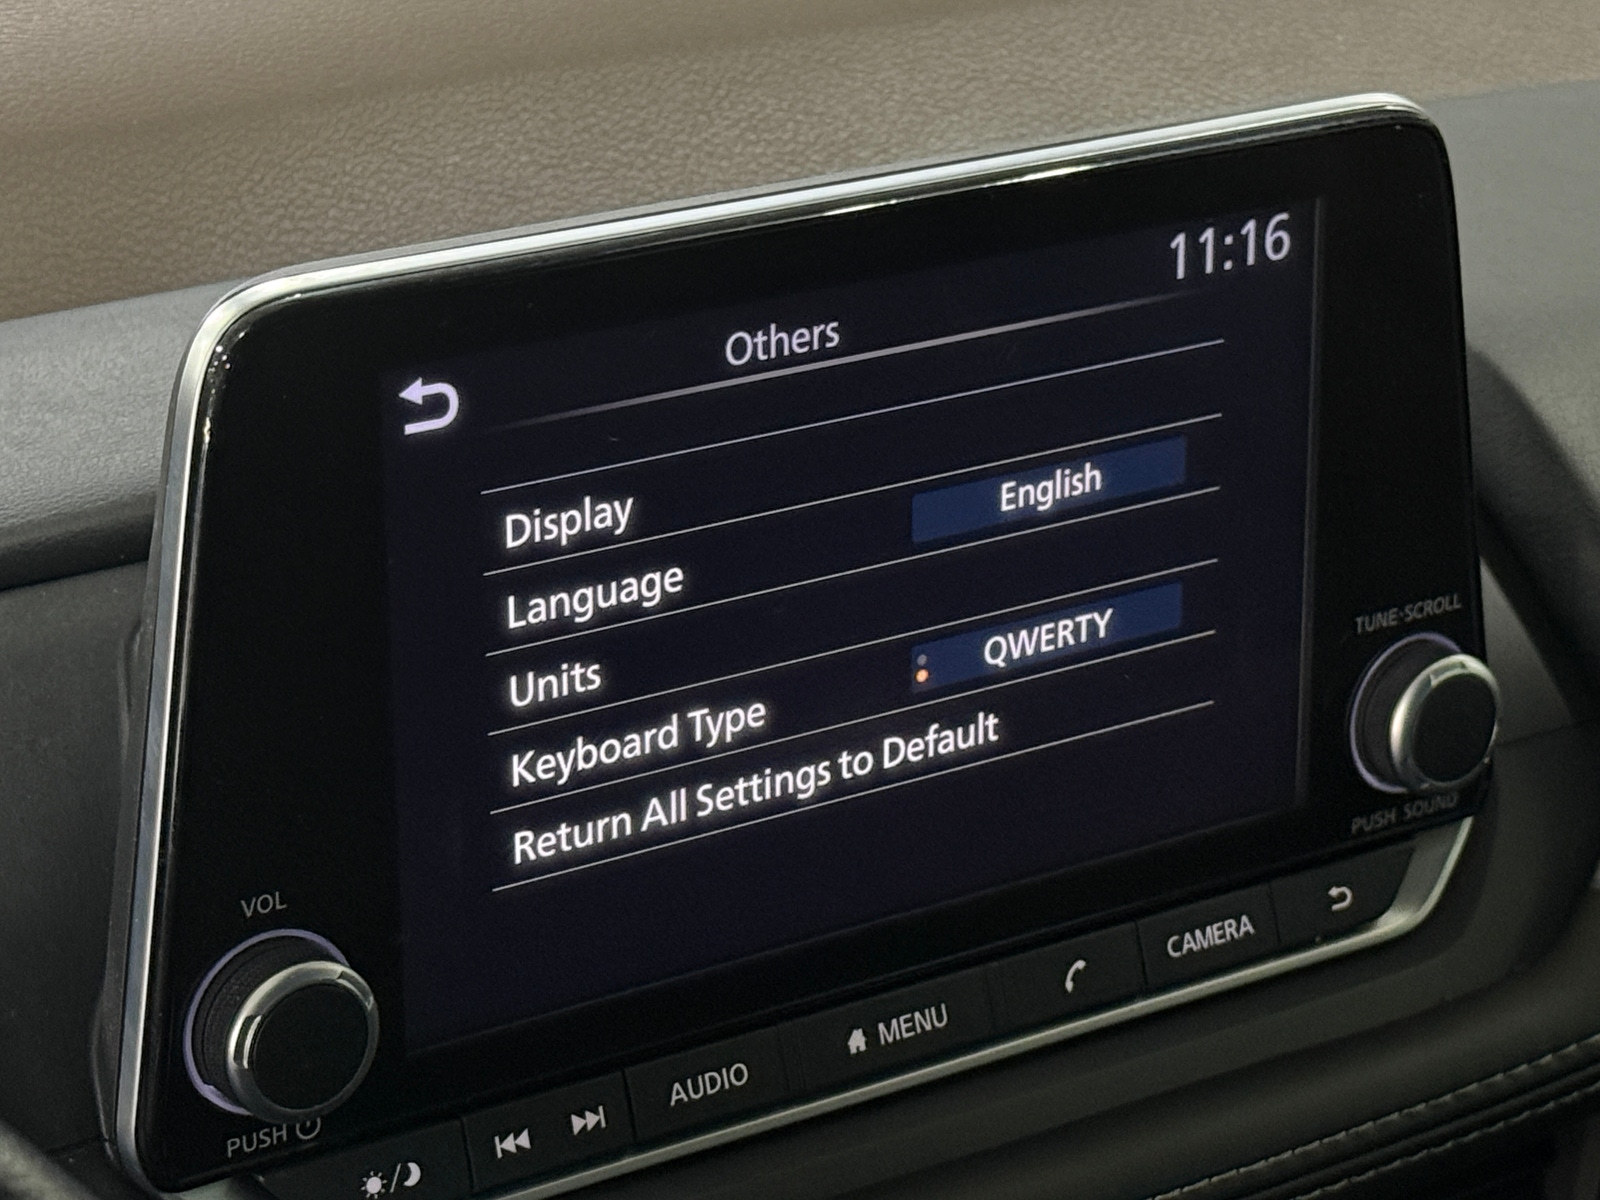 11:16
Others
Display
Language English
Units
Keyboard Type QWERTY
Return All Settings to Default
TUNE·SCROLL
PUSH SOUND
VOL
PUSH
AUDIO
MENU
CAMERA